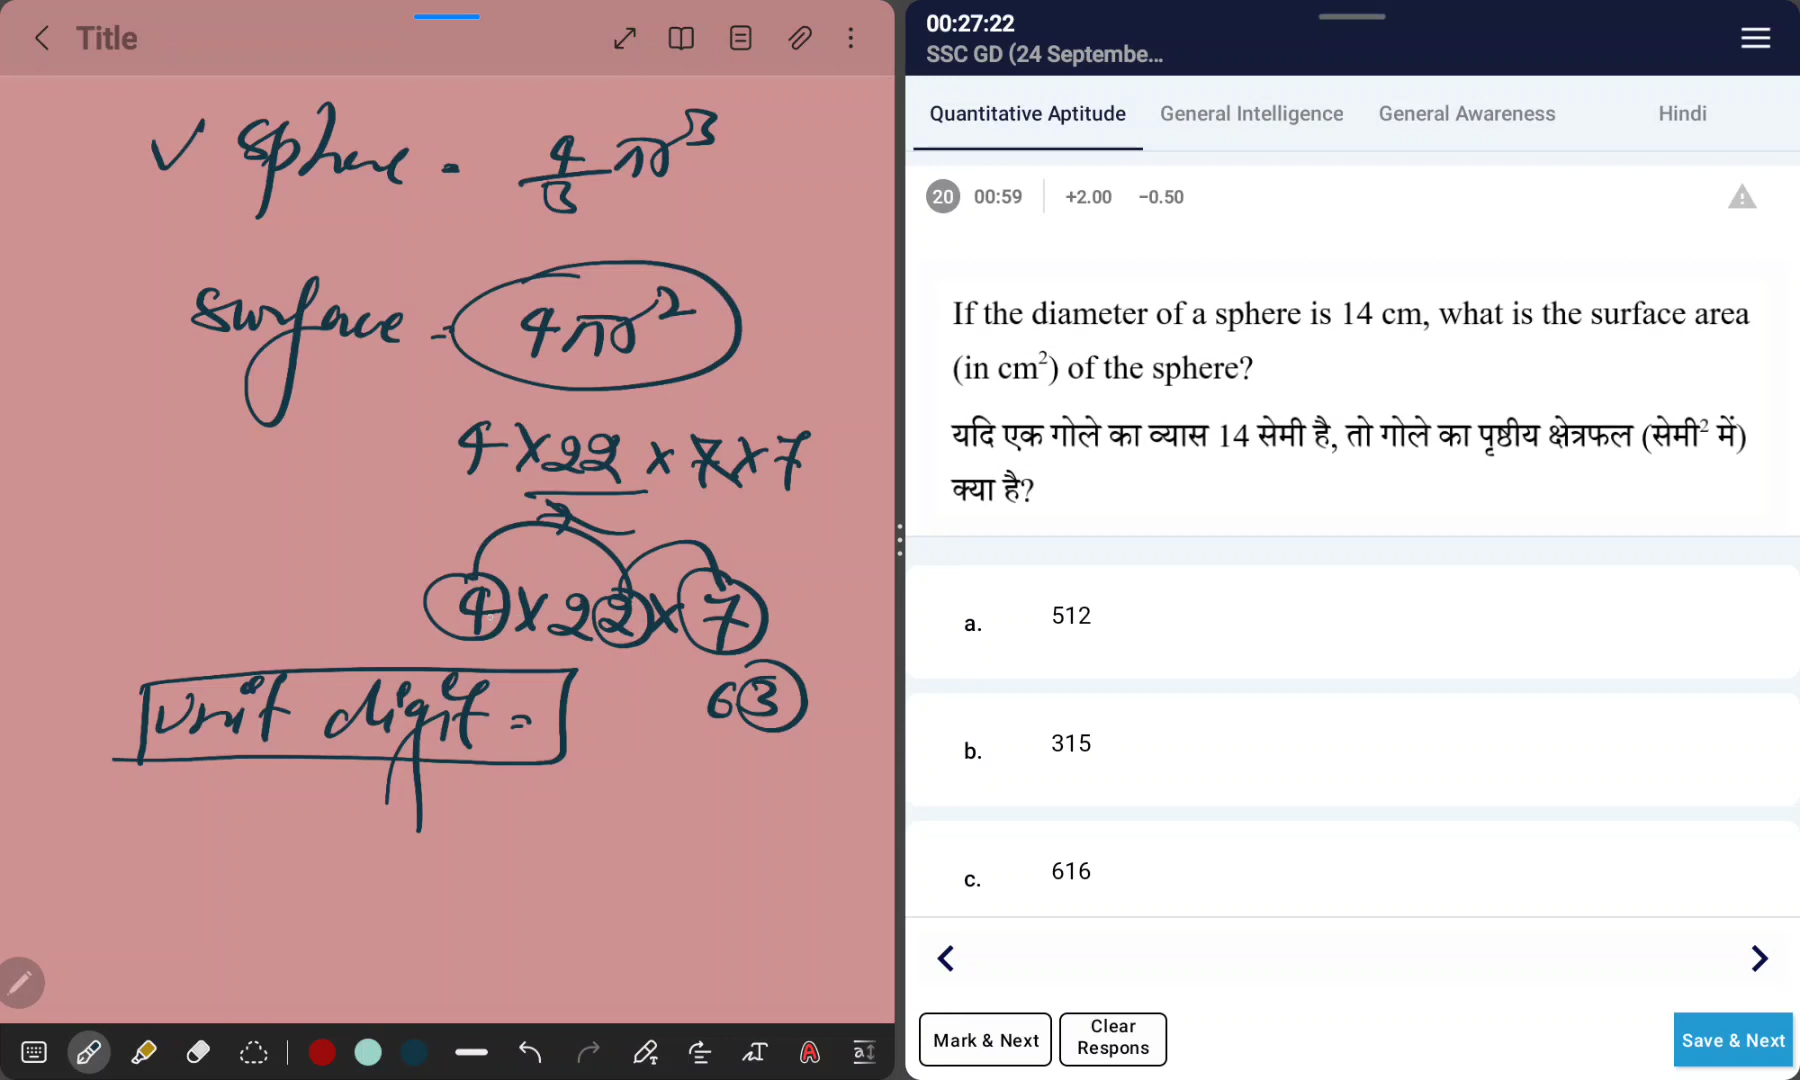 Title
✓ sphere = 4/3 πr³
surface = 4πr²
4 × 22/7 × 7 × 7
4 × 22 × 7
63
unit digit =
00:27:22
SSC GD (24 Septembe...
Quantitative Aptitude General Intelligence General Awareness Hindi
20 00:59 +2.00 −0.50
If the diameter of a sphere is 14 cm, what is the surface area
(in cm²) of the sphere?
यदि एक गोले का व्यास 14 सेमी है, तो गोले का पृष्ठीय क्षेत्रफल (सेमी² में)
क्या है?
a. 512
b. 315
c. 616
Mark & Next
Clear
Respons
Save & Next